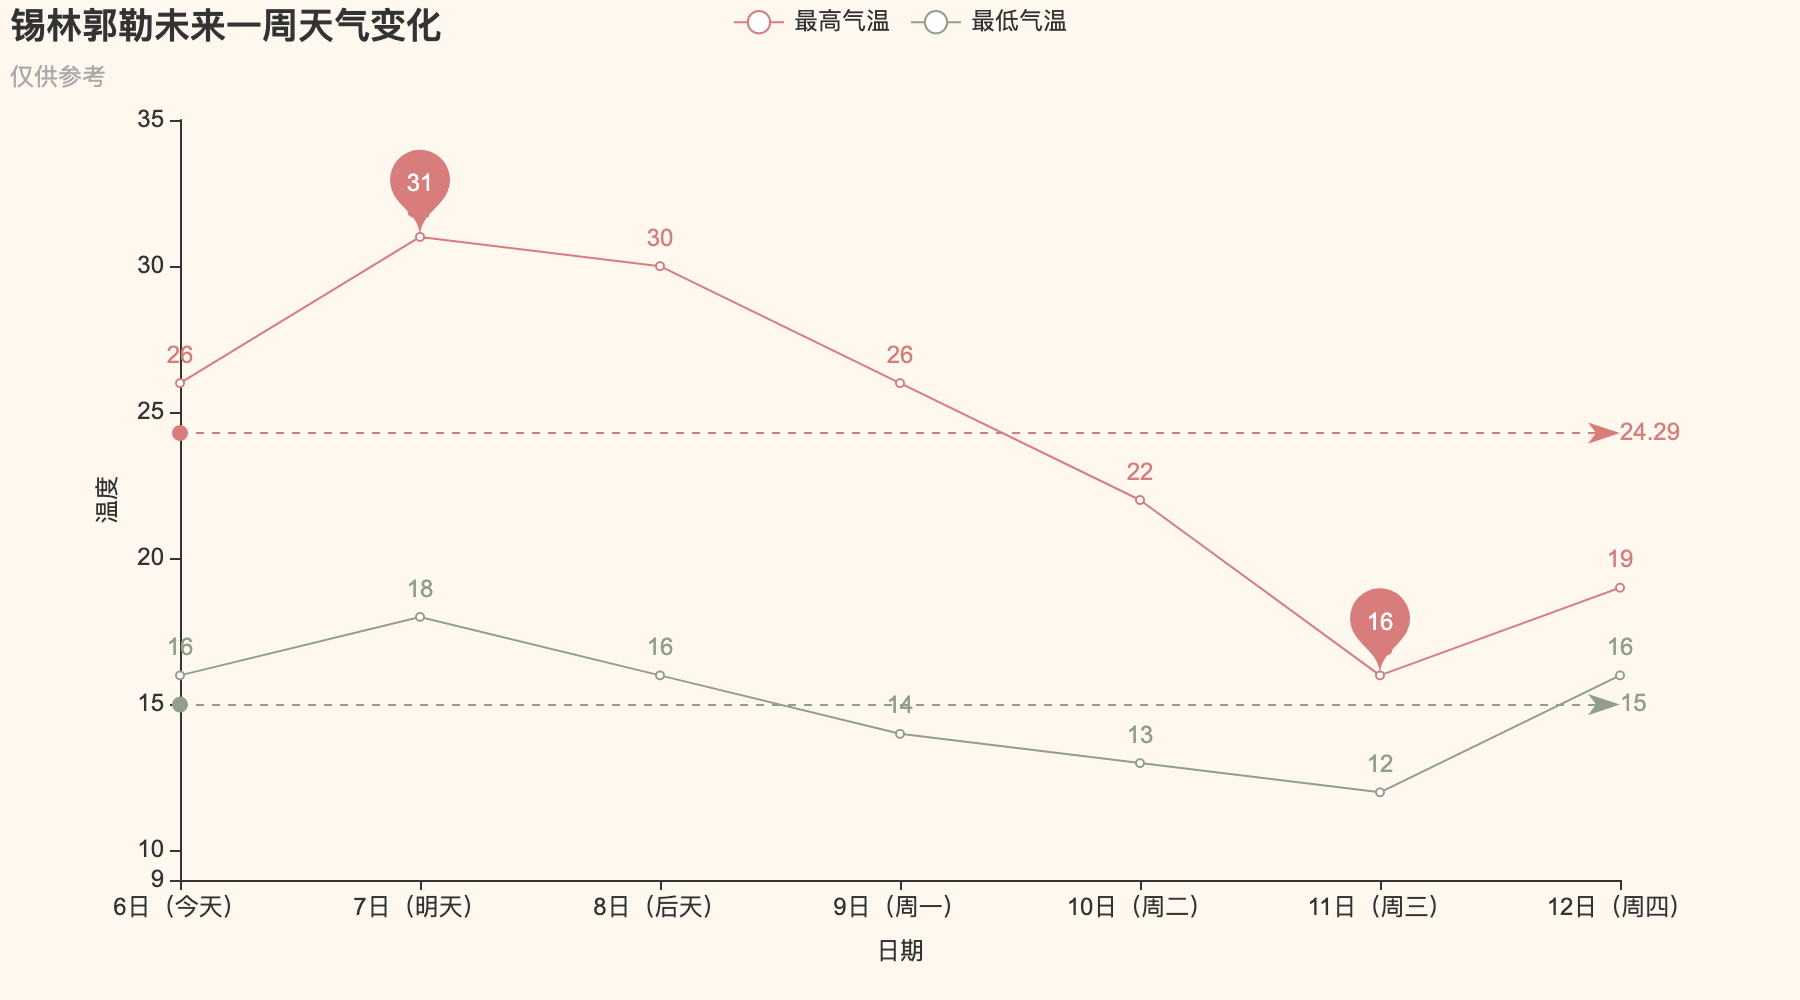 锡林郭勒未来一周天气变化
仅供参考
最高气温 最低气温
35
30
25
20
15
10
9
温度
26 31 30 26 22 16 19
24.29
16 18 16 14 13 12 16
15
6日（今天） 7日（明天） 8日（后天） 9日（周一） 10日（周二） 11日（周三） 12日（周四）
日期